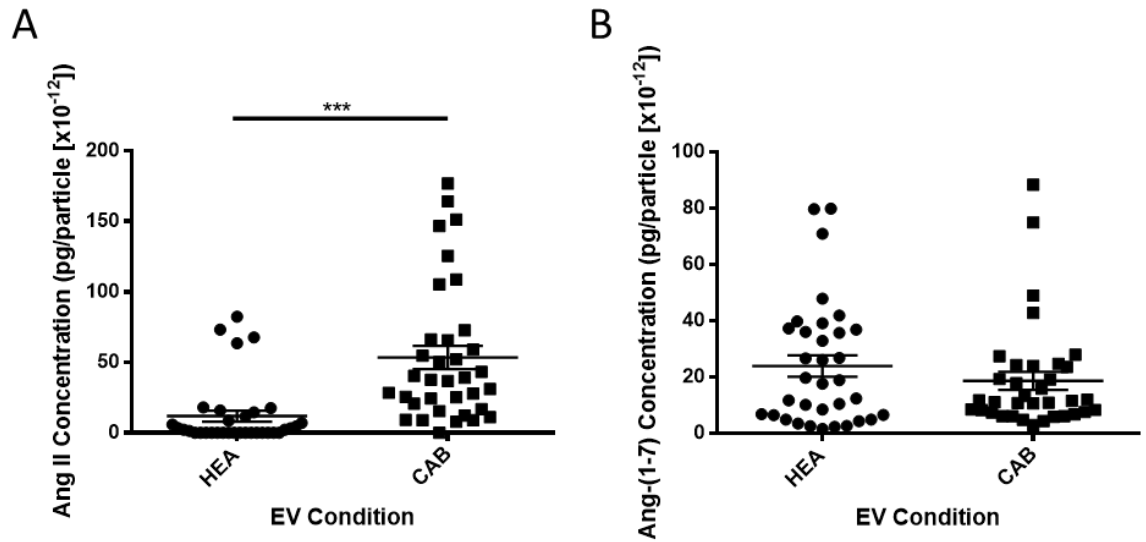 A
Ang II Concentration (pg/particle [x10⁻¹²])
***
200
150
100
50
0
HEA
CAB
EV Condition
B
Ang-(1-7) Concentration (pg/particle [x10⁻¹²])
100
80
60
40
20
0
HEA
CAB
EV Condition